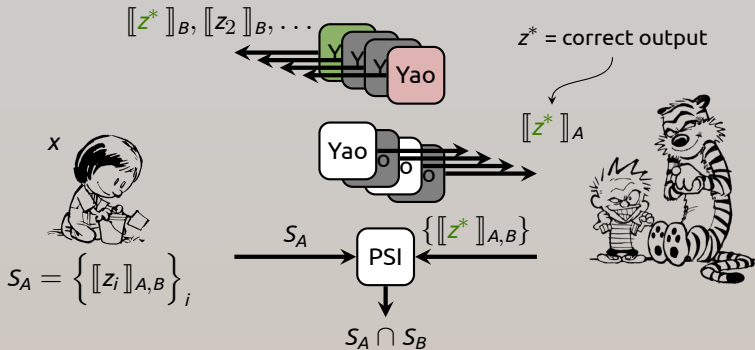 ⟦z*⟧_B, ⟦z_2⟧_B, ...
Y
Y
Y
Yao
z* = correct output
⟦z*⟧_A
x
Yao
o
o
o
S_A
PSI
{⟦z*⟧_{A,B}}
S_A = {⟦z_i⟧_{A,B}}_i
S_A ∩ S_B